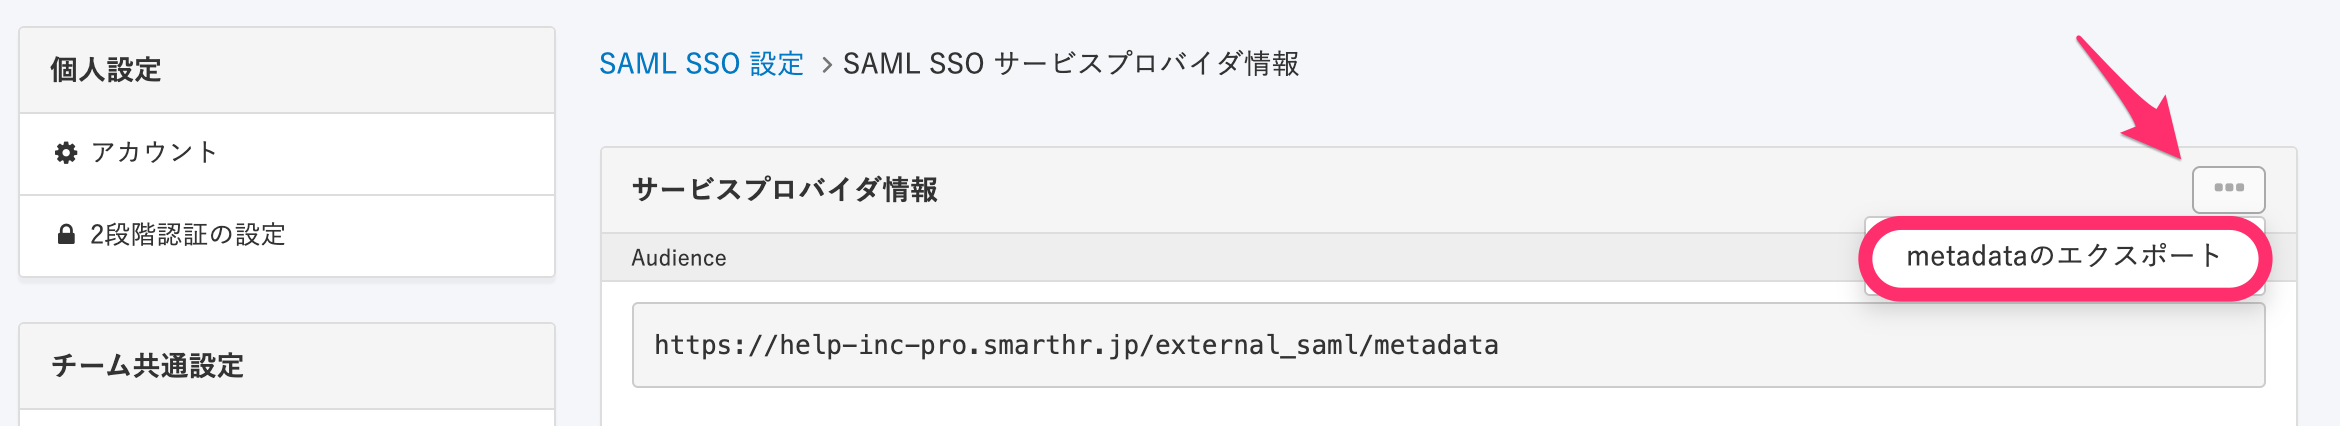 個人設定
アカウント
2段階認証の設定
チーム共通設定
SAML SSO 設定 > SAML SSO サービスプロバイダ情報
サービスプロバイダ情報
metadataのエクスポート
Audience
https://help-inc-pro.smarthr.jp/external_saml/metadata